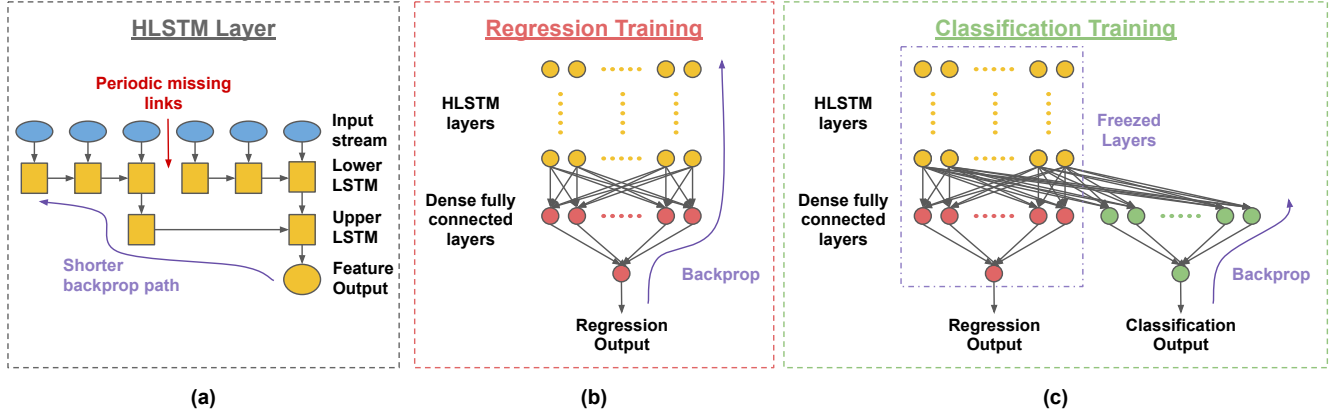 HLSTM Layer
Periodic missing
links
Input
stream
Lower
LSTM
Upper
LSTM
Shorter
backprop path
Feature
Output
(a)
Regression Training
HLSTM
layers
Dense fully
connected
layers
Backprop
Regression
Output
(b)
Classification Training
HLSTM
layers
Freezed
Layers
Dense fully
connected
layers
Backprop
Regression
Output
Classification
Output
(c)